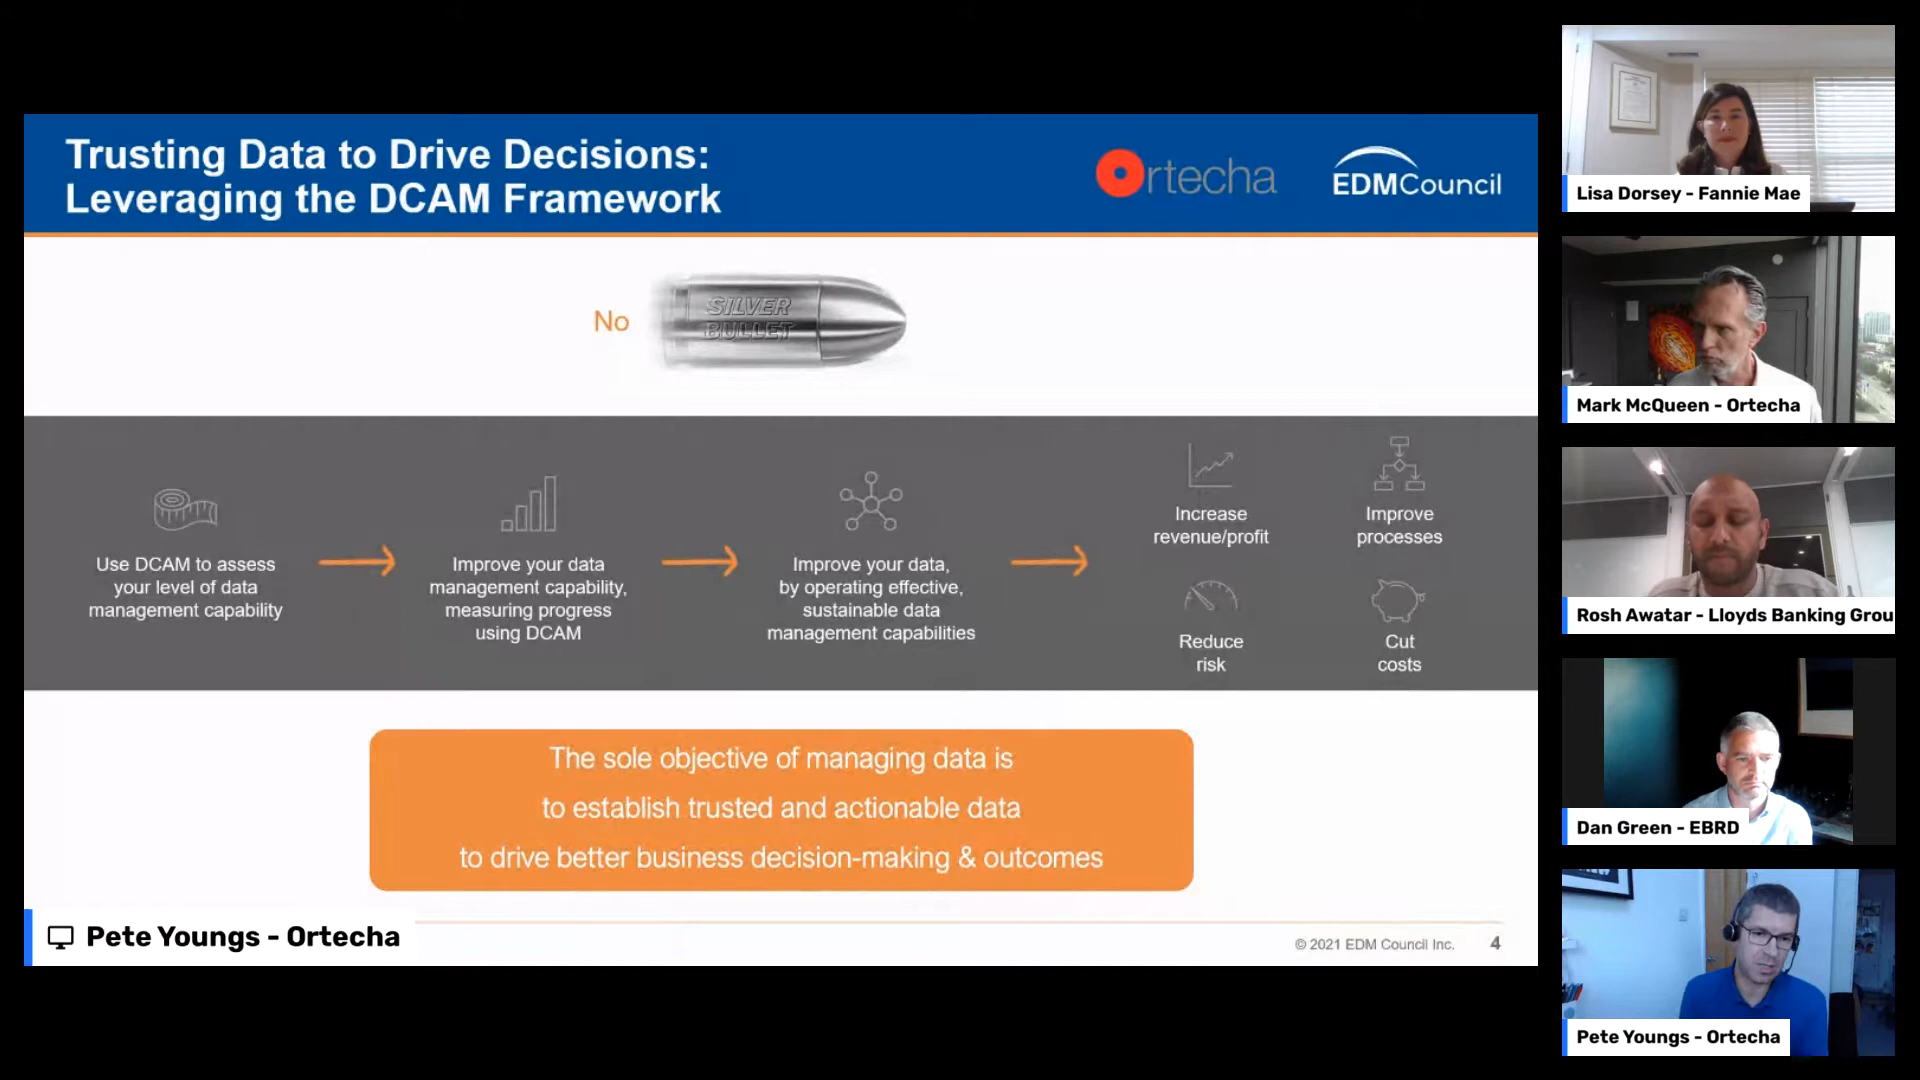 Trusting Data to Drive Decisions:
Leveraging the DCAM Framework
Ortecha
EDMCouncil
No
SILVER
BULLET
Use DCAM to assess
your level of data
management capability
Improve your data
management capability,
measuring progress
using DCAM
Improve your data,
by operating effective,
sustainable data
management capabilities
Increase
revenue/profit
Improve
processes
Reduce
risk
Cut
costs
The sole objective of managing data is
to establish trusted and actionable data
to drive better business decision-making & outcomes
Pete Youngs - Ortecha
© 2021 EDM Council Inc.
4
Lisa Dorsey - Fannie Mae
Mark McQueen - Ortecha
Rosh Awatar - Lloyds Banking Grou
Dan Green - EBRD
Pete Youngs - Ortecha